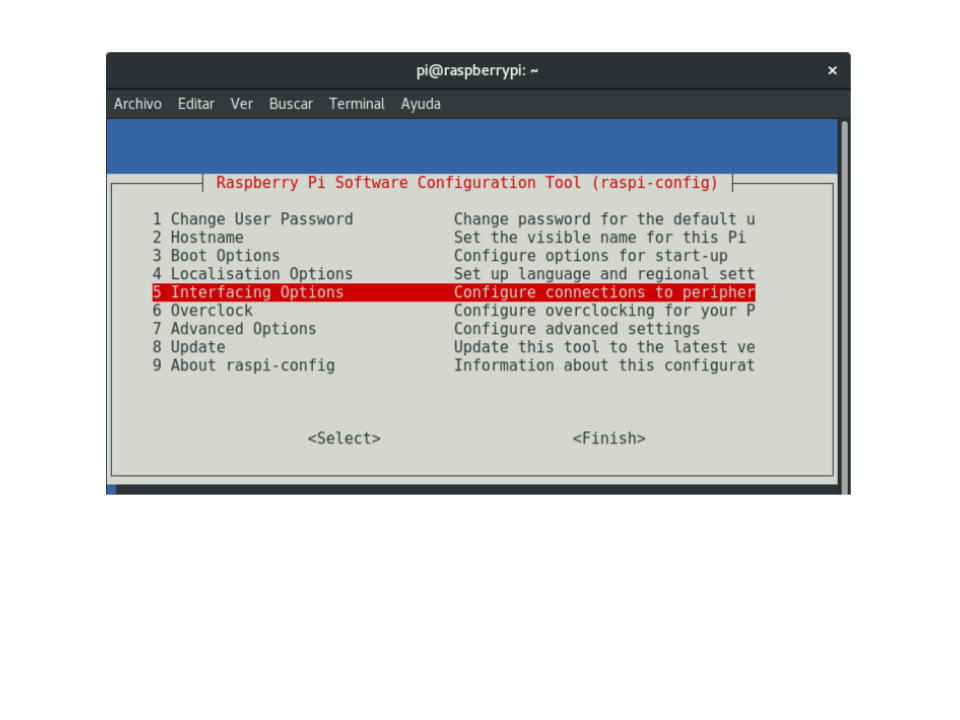 pi@raspberrypi: ~ ×
Archivo Editar Ver Buscar Terminal Ayuda
Raspberry Pi Software Configuration Tool (raspi-config)
1 Change User Password Change password for the default u
2 Hostname Set the visible name for this Pi
3 Boot Options Configure options for start-up
4 Localisation Options Set up language and regional sett
5 Interfacing Options Configure connections to peripher
6 Overclock Configure overclocking for your P
7 Advanced Options Configure advanced settings
8 Update Update this tool to the latest ve
9 About raspi-config Information about this configurat
<Select> <Finish>